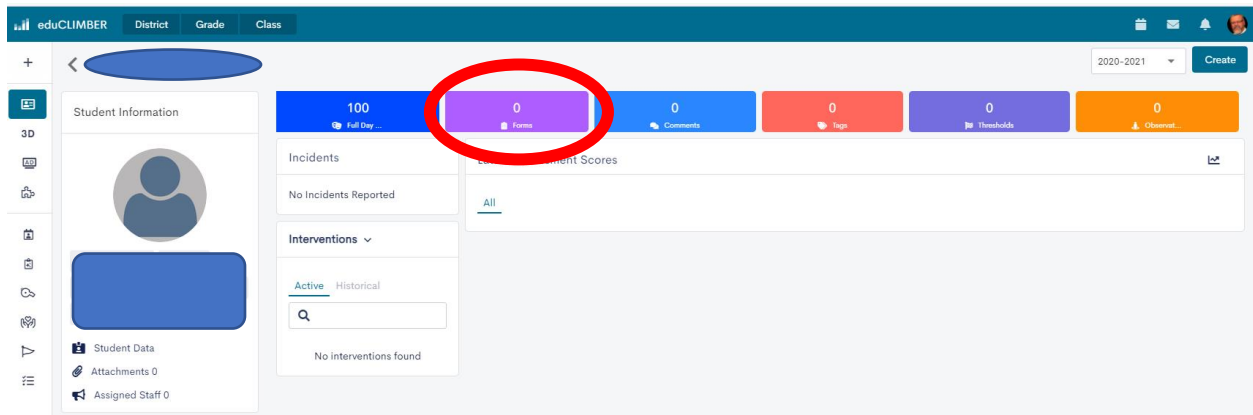 eduCLIMBER District Grade Class
2020-2021 Create
3D
Student Information
100
Full Day ...
0
Forms
0
Comments
0
Tags
0
Thresholds
0
Observat...
Incidents
No Incidents Reported
Scores
All
Interventions
Active Historical
No interventions found
Student Data
Attachments 0
Assigned Staff 0